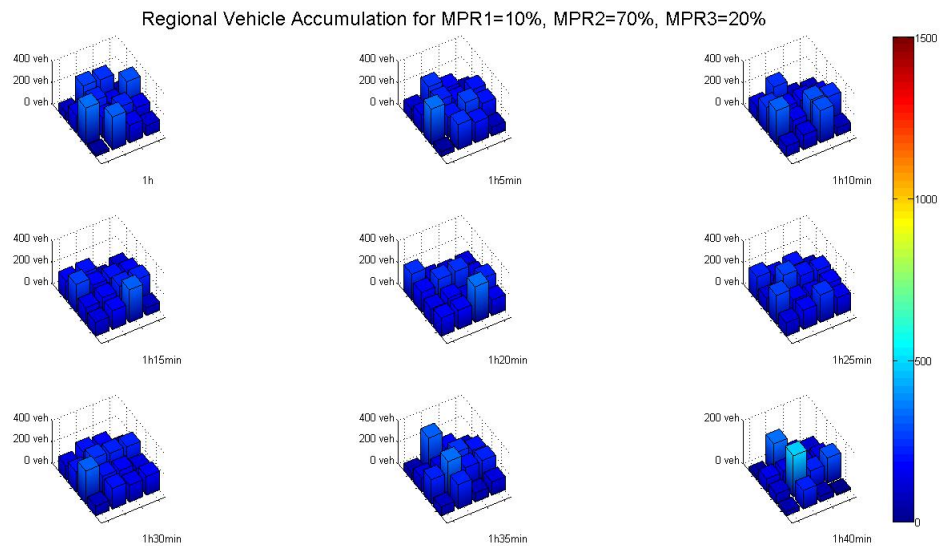 Regional Vehicle Accumulation for MPR1=10%, MPR2=70%, MPR3=20%
400 veh
200 veh
0 veh
1h
400 veh
200 veh
0 veh
1h5min
400 veh
200 veh
0 veh
1h10min
400 veh
200 veh
0 veh
1h15min
400 veh
200 veh
0 veh
1h20min
400 veh
200 veh
0 veh
1h25min
400 veh
200 veh
0 veh
1h30min
400 veh
200 veh
0 veh
1h35min
200 veh
0 veh
1h40min
1500
1000
500
0